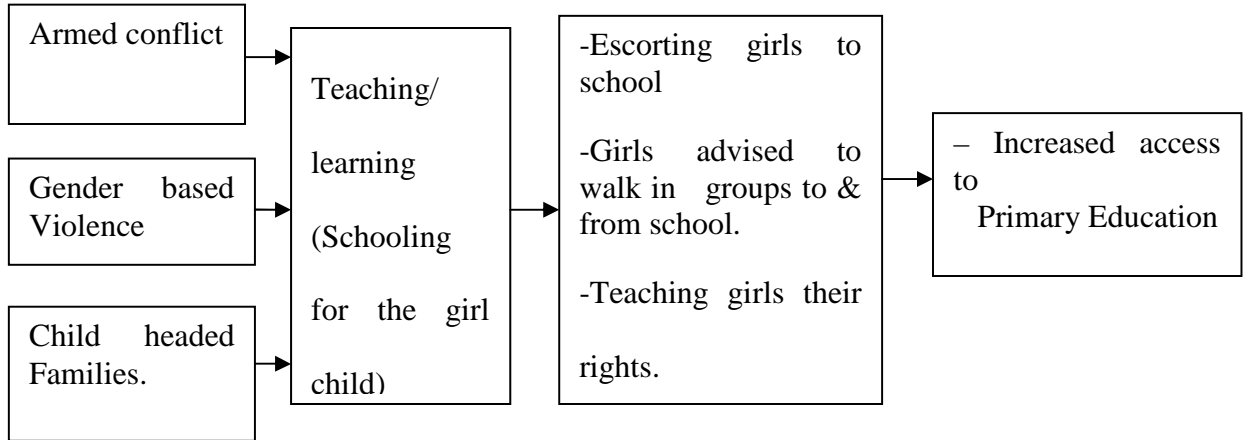 Armed conflict
Gender based
Violence
Child headed
Families.
Teaching/
learning
(Schooling
for the girl
child)
-Escorting girls to
school
-Girls advised to
walk in groups to &
from school.
-Teaching girls their
rights.
– Increased access
to
Primary Education